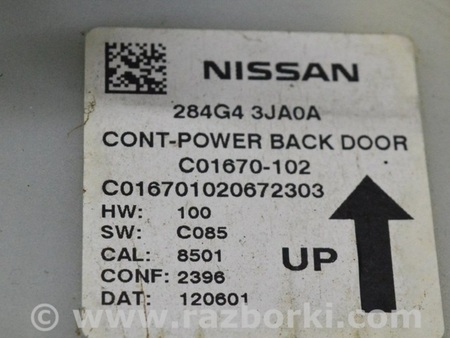 NISSAN
284G4 3JA0A
CONT-POWER BACK DOOR
C01670-102
C016701020672303
HW: 100
SW: C085
CAL: 8501
CONF: 2396
DAT: 120601
UP
© www.razborki.com